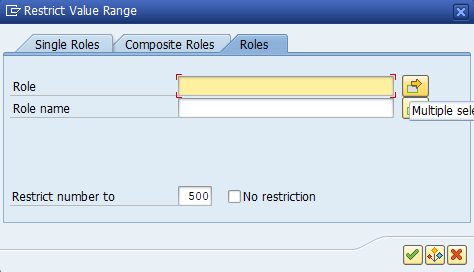 Restrict Value Range
Single Roles Composite Roles Roles
Role
Role name
Multiple sele
Restrict number to 500 No restriction